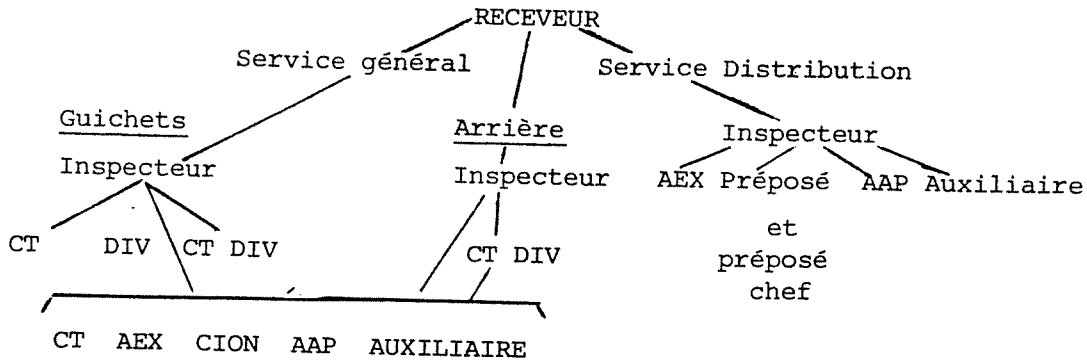 RECEVEUR
Service général
Service Distribution
Guichets
Inspecteur
CT DIV CT DIV
Arrière
Inspecteur
CT DIV
Inspecteur
AEX Préposé AAP Auxiliaire
et
préposé
chef
CT AEX CION AAP AUXILIAIRE